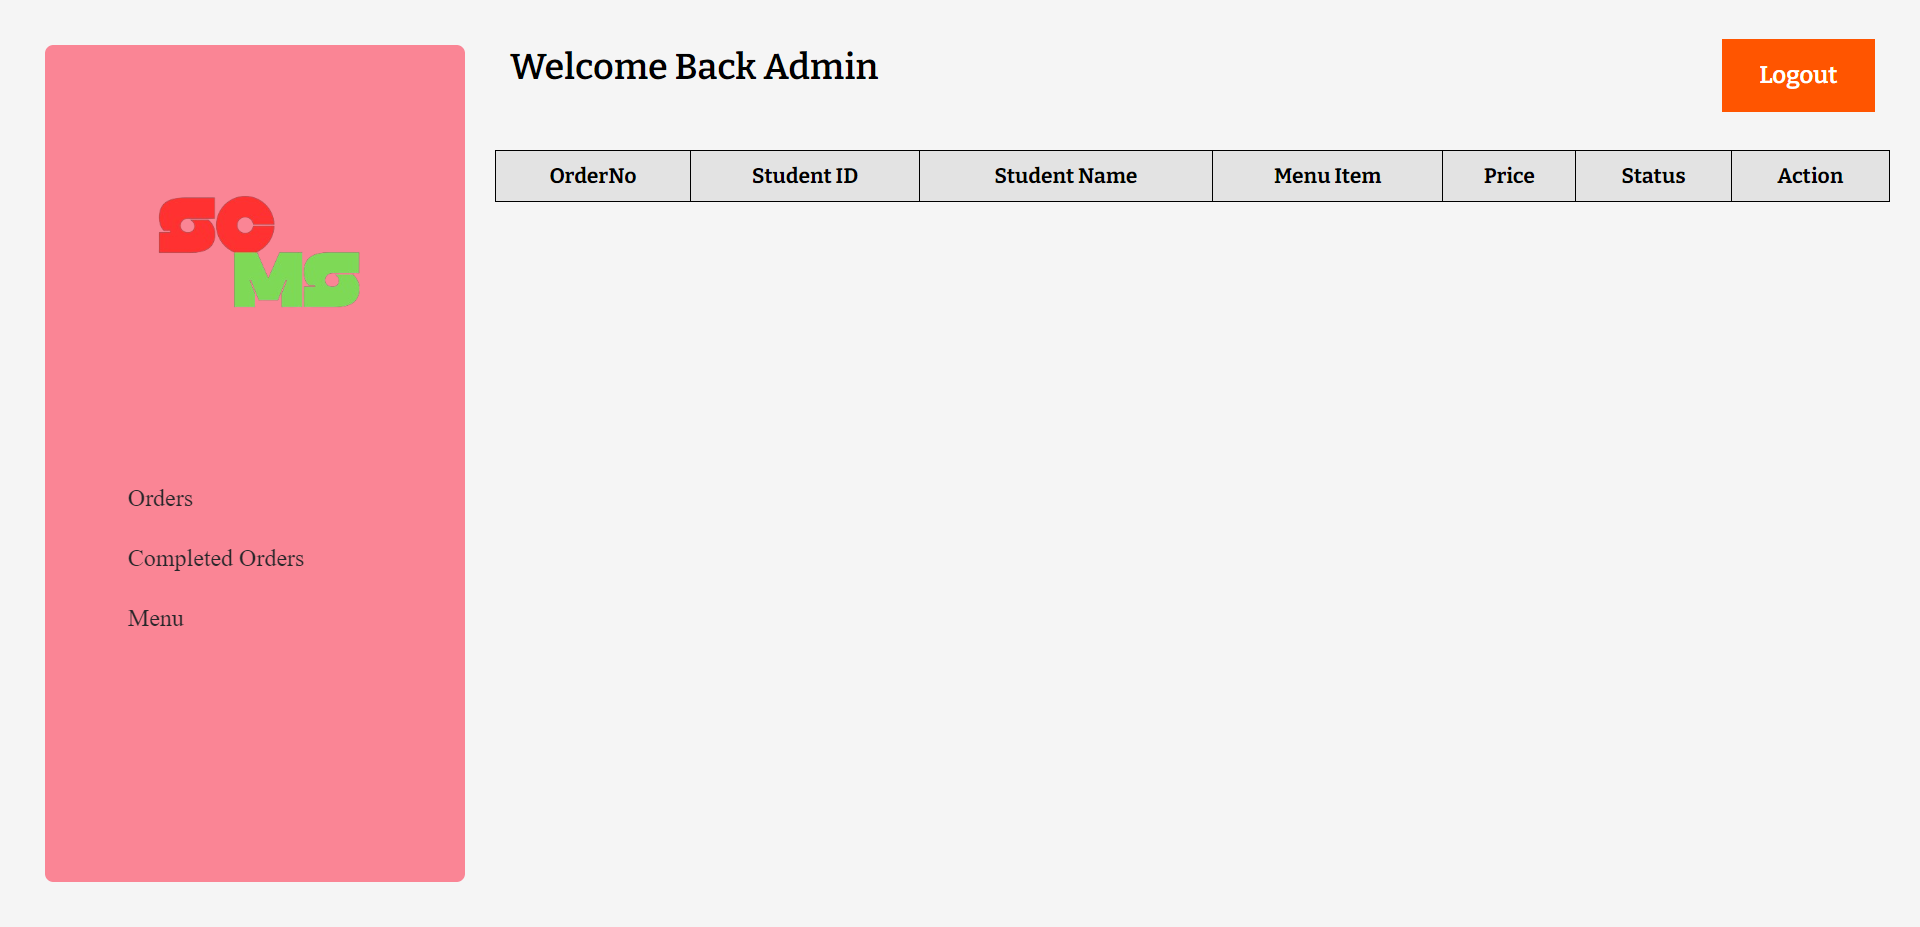 SC
MS
Orders
Completed Orders
Menu
Welcome Back Admin
Logout
OrderNo Student ID Student Name Menu Item Price Status Action